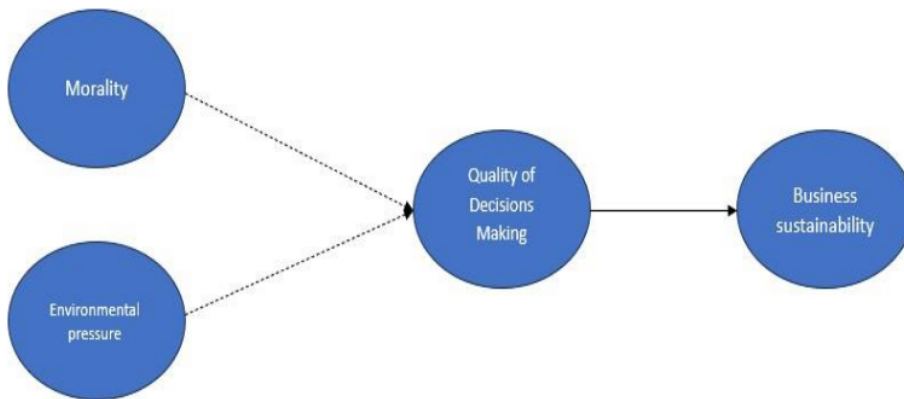 Morality
Environmental
pressure
Quality of
Decisions
Making
Business
sustainability